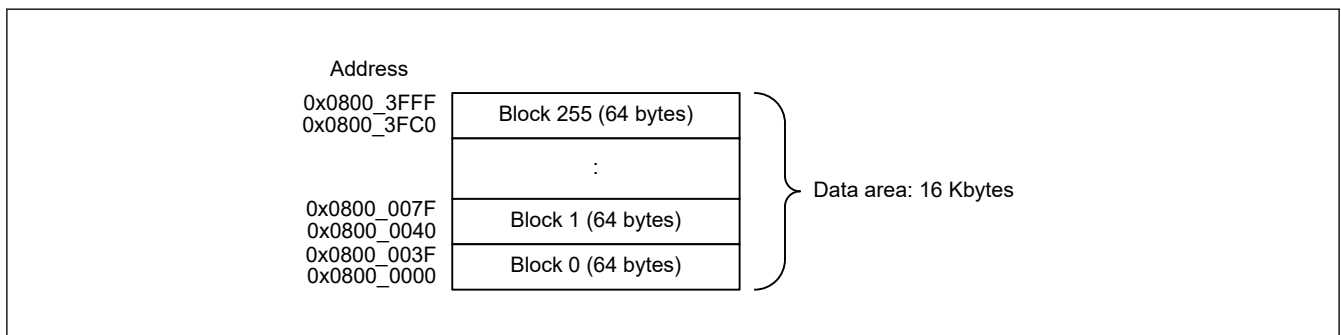 Address
0x0800_3FFF
0x0800_3FC0
Block 255 (64 bytes)
:
Data area: 16 Kbytes
0x0800_007F
0x0800_0040
Block 1 (64 bytes)
0x0800_003F
0x0800_0000
Block 0 (64 bytes)